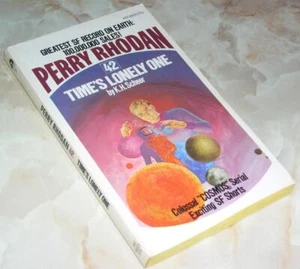 GREATEST SF RECORD ON EARTH:
100,000,000 SALES!
PERRY RHODAN
42
TIME'S LONELY ONE
by K.H. Scheer
Colossal "COSMOS" Serial
Exciting SF Shorts
PERRY RHODAN 42
TIME'S LONELY ONE